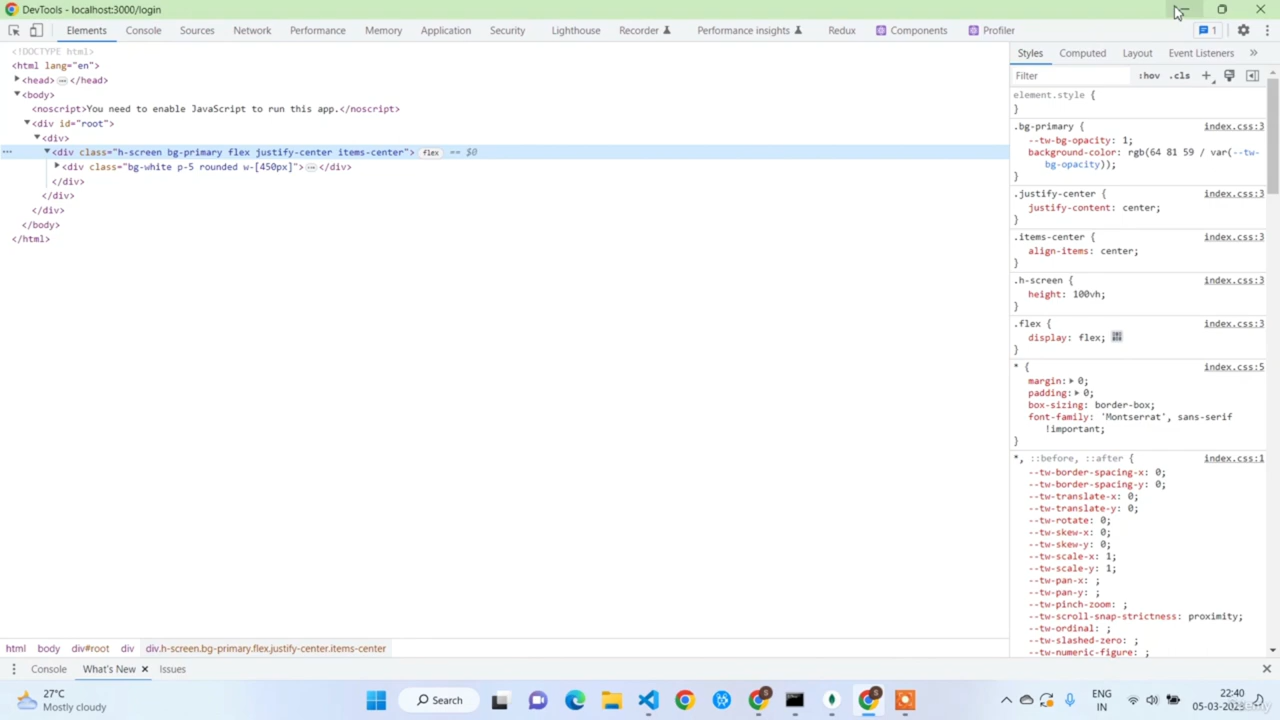 DevTools - localhost:3000/login
Elements Console Sources Network Performance Memory Application Security Lighthouse Recorder Performance insights Redux Components Profiler 1
<!DOCTYPE html>
<html lang="en">
<head> … </head>
<body>
<noscript>You need to enable JavaScript to run this app.</noscript>
<div id="root">
<div>
<div class="h-screen bg-primary flex justify-center items-center"> flex == $0
<div class="bg-white p-5 rounded w-[450px]"> … </div>
</div>
</div>
</div>
</body>
</html>
Styles Computed Layout Event Listeners »
Filter :hov .cls +
element.style {
}
.bg-primary { index.css:3
--tw-bg-opacity: 1;
background-color: rgb(64 81 59 / var(--tw-
bg-opacity));
}
.justify-center { index.css:3
justify-content: center;
}
.items-center { index.css:3
align-items: center;
}
.h-screen { index.css:3
height: 100vh;
}
.flex { index.css:3
display: flex;
}
* { index.css:5
margin: 0;
padding: 0;
box-sizing: border-box;
font-family: 'Montserrat', sans-serif
!important;
}
*, ::before, ::after { index.css:1
--tw-border-spacing-x: 0;
--tw-border-spacing-y: 0;
--tw-translate-x: 0;
--tw-translate-y: 0;
--tw-rotate: 0;
--tw-skew-x: 0;
--tw-skew-y: 0;
--tw-scale-x: 1;
--tw-scale-y: 1;
--tw-pan-x: ;
--tw-pan-y: ;
--tw-pinch-zoom: ;
--tw-scroll-snap-strictness: proximity;
--tw-ordinal: ;
--tw-slashed-zero: ;
--tw-numeric-figure: ;
html body div#root div div.h-screen.bg-primary.flex.justify-center.items-center
Console What's New × Issues
27°C
Mostly cloudy
Search
5
5
ENG
IN
22:40
05-03-2023